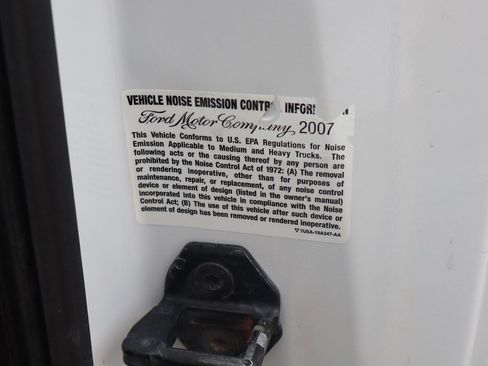 VEHICLE NOISE EMISSION CONTR INFOR N
Ford Motor Company 2007
This Vehicle Conforms to U.S. EPA Regulations for Noise
Emission Applicable to Medium and Heavy Trucks. The
following acts or the causing thereof by any person are
prohibited by the Noise Control Act of 1972: (A) The removal
or rendering inoperative, other than for purposes of
maintenance, repair, or replacement, of any noise control
device or element of design (listed in the owner's manual)
incorporated into this vehicle in compliance with the Noise
Control Act; (B) The use of this vehicle after such device or
element of design has been removed or rendered inoperative.
7U5A-19A347-AA